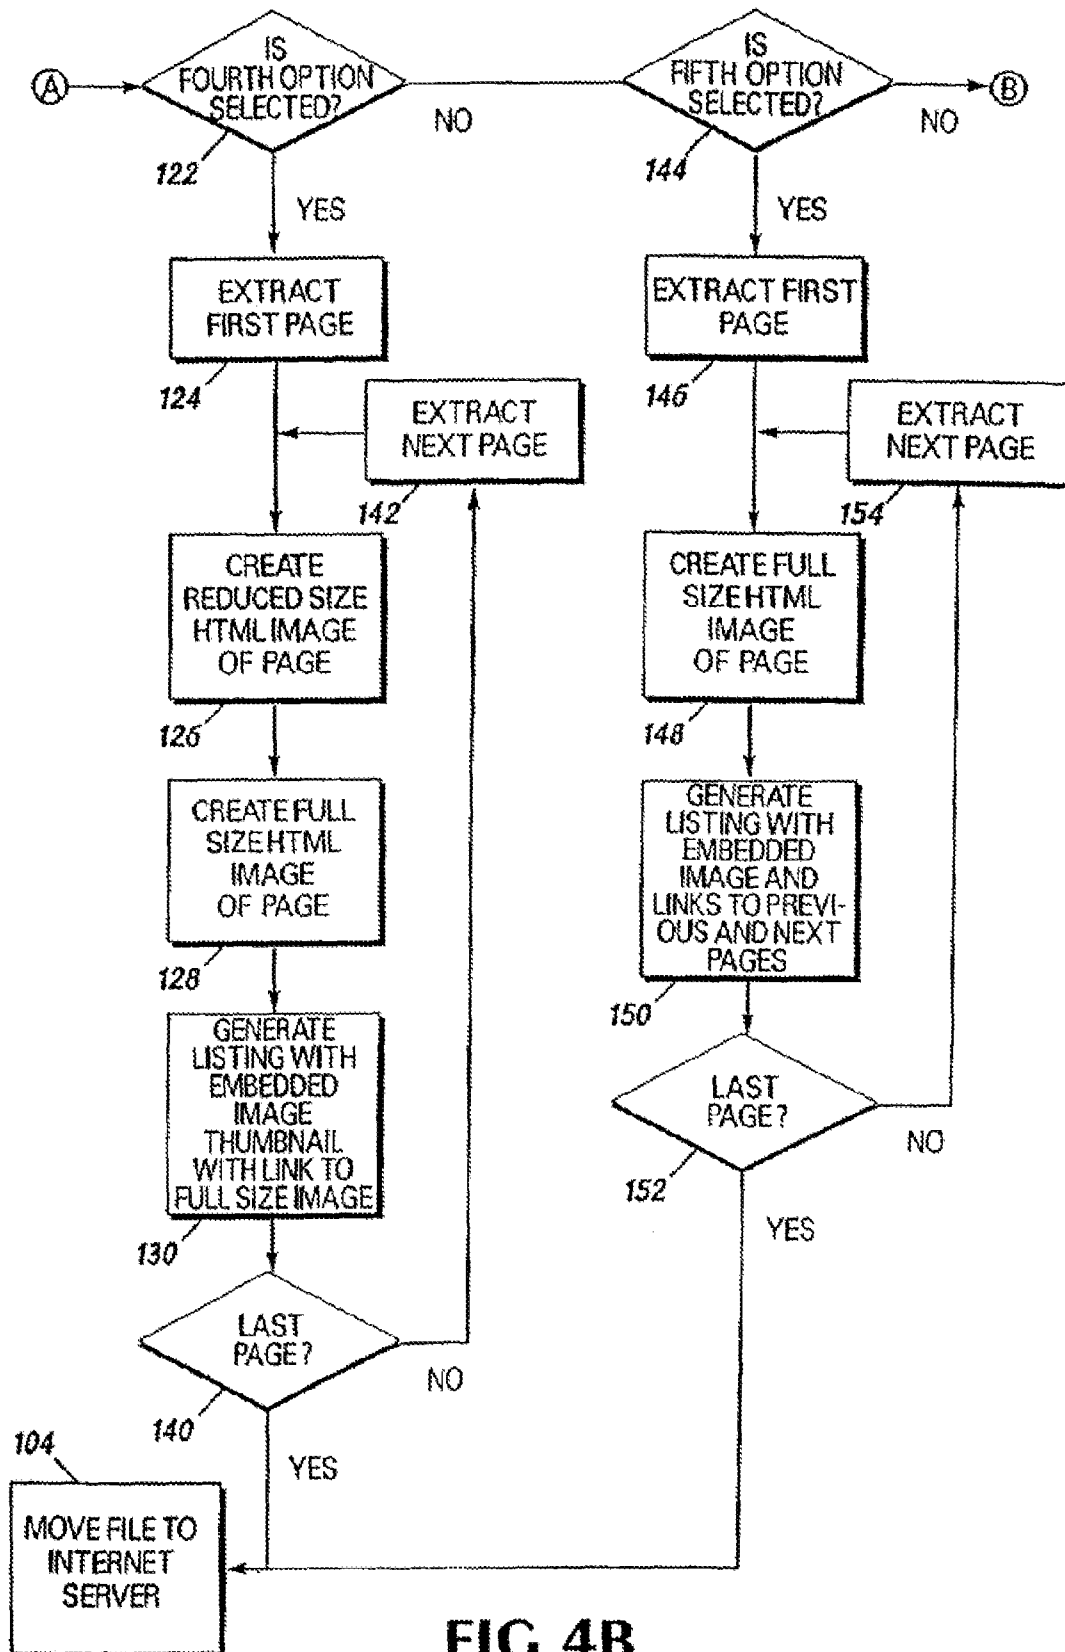 IS
FOURTH OPTION
SELECTED?
A
NO
122
YES
EXTRACT
FIRST PAGE
124
EXTRACT
NEXT PAGE
142
CREATE
REDUCED SIZE
HTML IMAGE
OF PAGE
126
CREATE FULL
SIZE HTML
IMAGE
OF PAGE
128
GENERATE
LISTING WITH
EMBEDDED
IMAGE
THUMBNAIL
WITH LINK TO
FULL SIZE IMAGE
130
LAST
PAGE?
NO
140
YES
104
MOVE FILE TO
INTERNET
SERVER
IS
FIFTH OPTION
SELECTED?
B
NO
144
YES
EXTRACT FIRST
PAGE
146
EXTRACT
NEXT PAGE
154
CREATE FULL
SIZE HTML
IMAGE
OF PAGE
148
GENERATE
LISTING WITH
EMBEDDED
IMAGE AND
LINKS TO PREVI-
OUS AND NEXT
PAGES
150
LAST
PAGE?
NO
152
YES
FIG. 4B